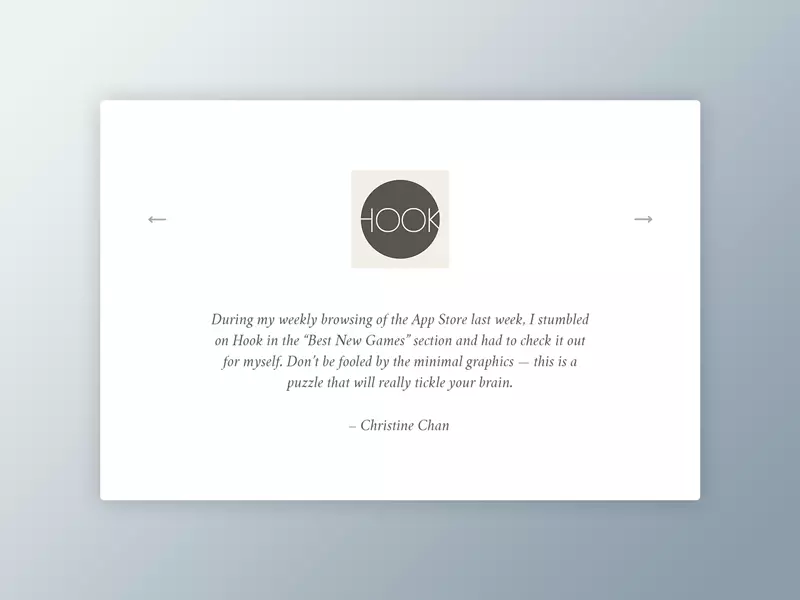 HOOK
During my weekly browsing of the App Store last week, I stumbled
on Hook in the “Best New Games” section and had to check it out
for myself. Don’t be fooled by the minimal graphics — this is a
puzzle that will really tickle your brain.
– Christine Chan